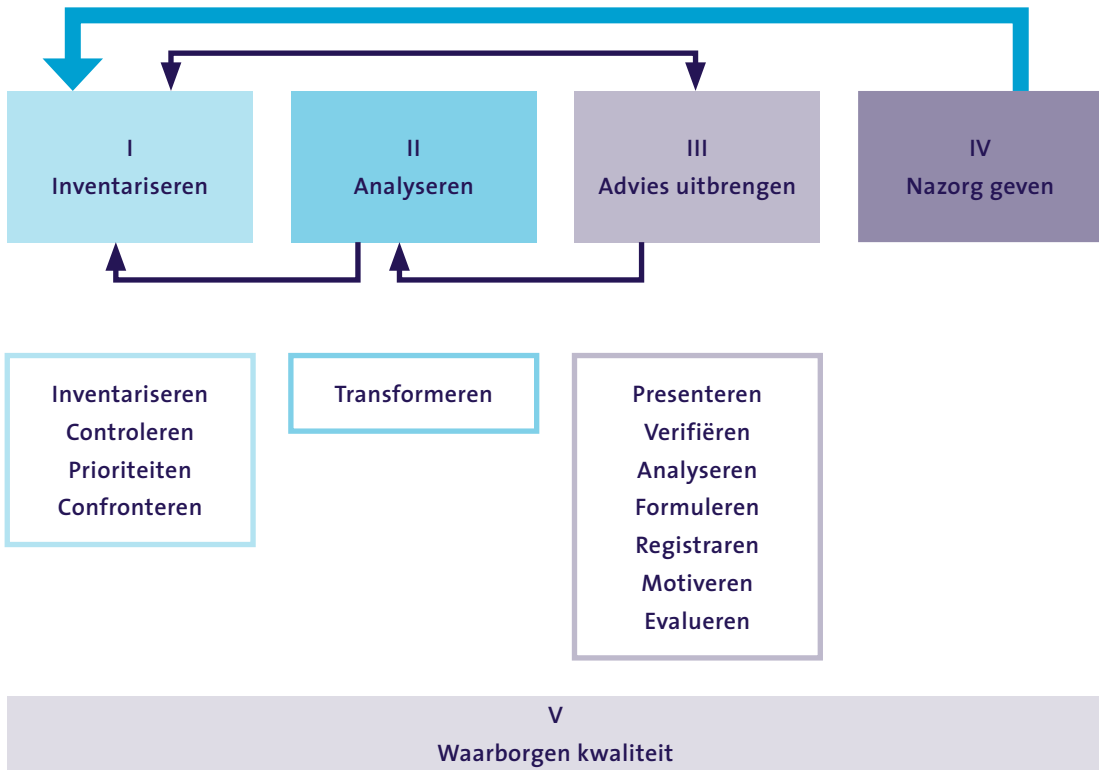 I
Inventariseren
II
Analyseren
III
Advies uitbrengen
IV
Nazorg geven
Inventariseren
Controleren
Prioriteiten
Confronteren
Transformeren
Presenteren
Verifiëren
Analyseren
Formuleren
Registraren
Motiveren
Evalueren
V
Waarborgen kwaliteit